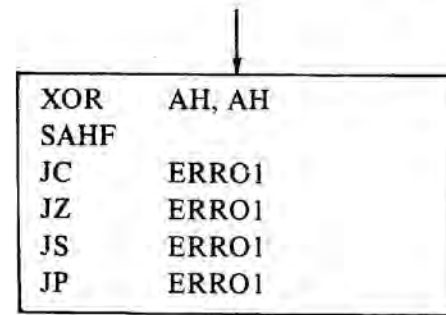 XOR AH, AH
SAHF
JC ERRO1
JZ ERRO1
JS ERRO1
JP ERRO1